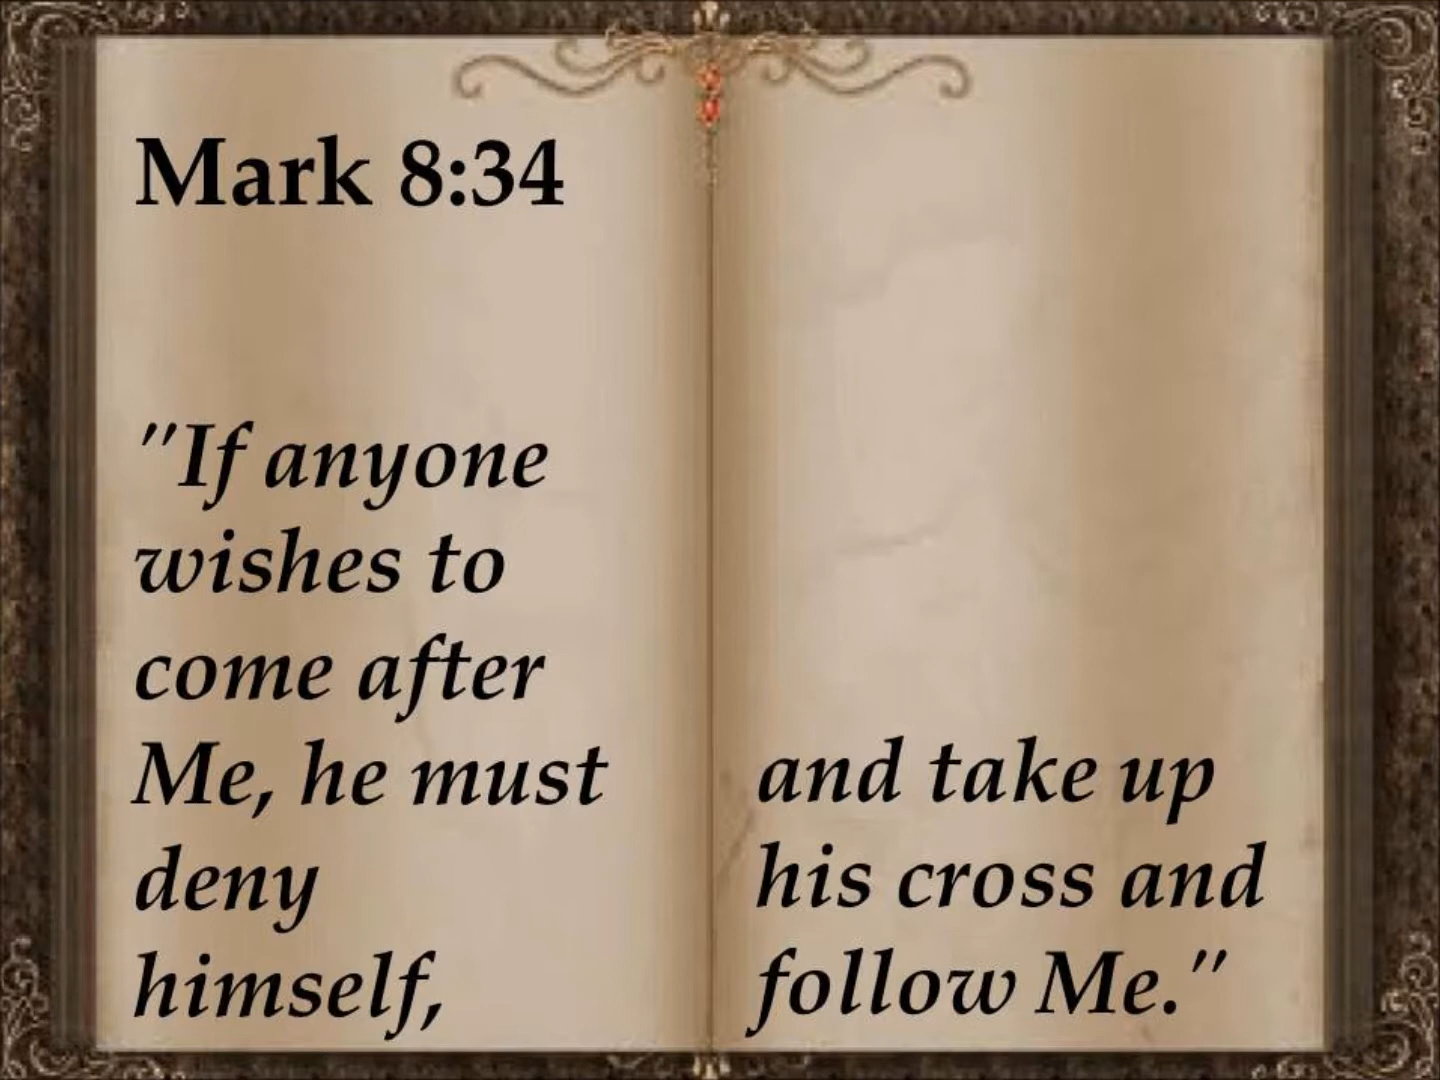 Mark 8:34
"If anyone
wishes to
come after
Me, he must
deny
himself,
and take up
his cross and
follow Me."